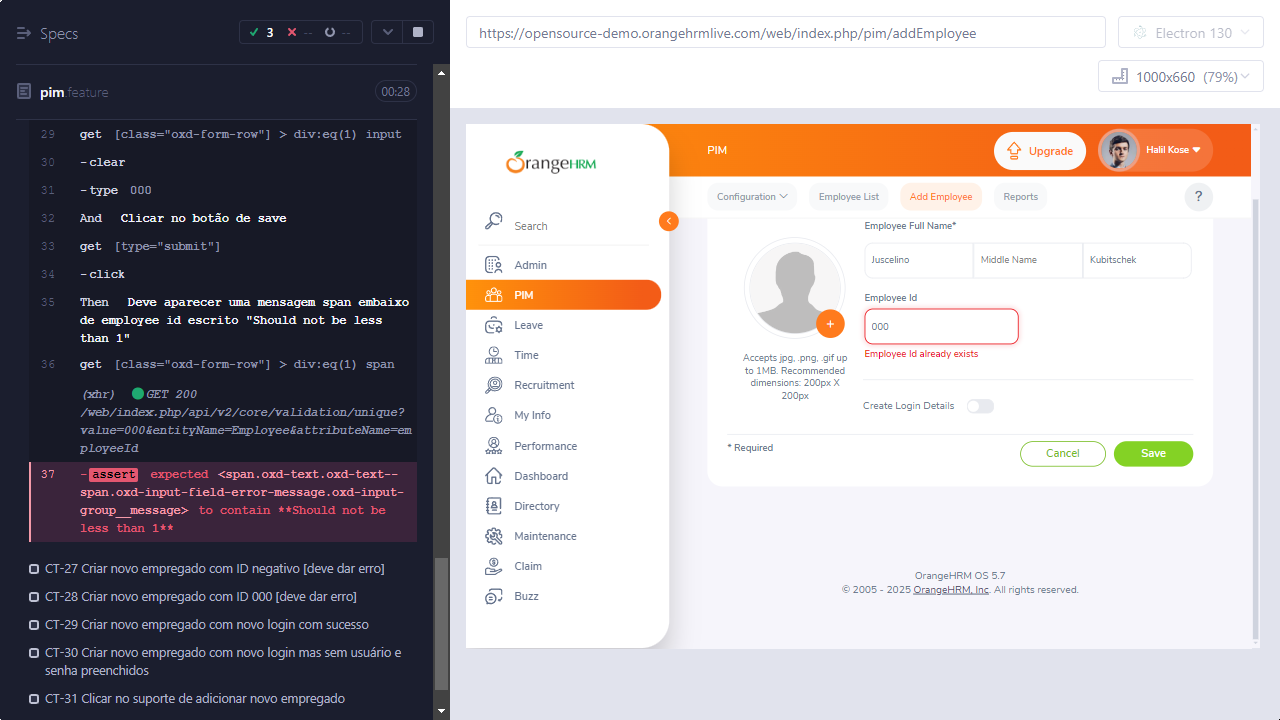 Specs
3
--
--
pim.feature
00:28
29 get [class="oxd-form-row"] > div:eq(1) input
30 -clear
31 -type 000
32 And Clicar no botão de save
33 get [type="submit"]
34 -click
35 Then Deve aparecer uma mensagem span embaixo
de employee id escrito "Should not be less
than 1"
36 get [class="oxd-form-row"] > div:eq(1) span
(xhr) GET 200
/web/index.php/api/v2/core/validation/unique?
value=000&entityName=Employee&attributeName=em
ployeeId
37 -assert expected <span.oxd-text.oxd-text--
span.oxd-input-field-error-message.oxd-input-
group__message> to contain **Should not be
less than 1**
CT-27 Criar novo empregado com ID negativo [deve dar erro]
CT-28 Criar novo empregado com ID 000 [deve dar erro]
CT-29 Criar novo empregado com novo login com sucesso
CT-30 Criar novo empregado com novo login mas sem usuário e
senha preenchidos
CT-31 Clicar no suporte de adicionar novo empregado
https://opensource-demo.orangehrmlive.com/web/index.php/pim/addEmployee
Electron 130
1000x660 (79%)
OrangeHRM
Search
Admin
PIM
Leave
Time
Recruitment
My Info
Performance
Dashboard
Directory
Maintenance
Claim
Buzz
PIM
Upgrade
Halil Kose
Configuration
Employee List
Add Employee
Reports
?
Employee Full Name*
Juscelino
Middle Name
Kubitschek
Employee Id
000
Employee Id already exists
+
Accepts jpg, .png, .gif up
to 1MB. Recommended
dimensions: 200px X
200px
Create Login Details
* Required
Cancel
Save
OrangeHRM OS 5.7
© 2005 - 2025 OrangeHRM, Inc. All rights reserved.